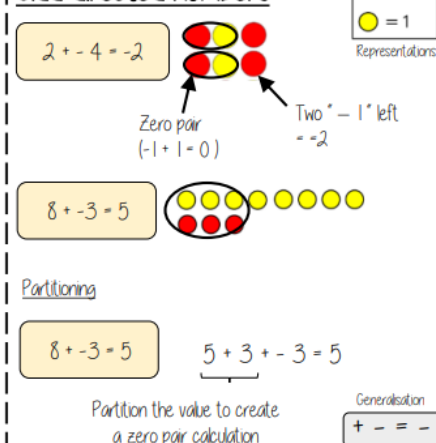 = 1
Representations
2 + - 4 = -2
Zero pair
(-1 + 1 = 0 )
Two " – 1 " left
= -2
8 + -3 = 5
Partitioning
8 + -3 = 5
5 + 3 + - 3 = 5
Partition the value to create
a zero pair calculation
Generalisation
+ - = -